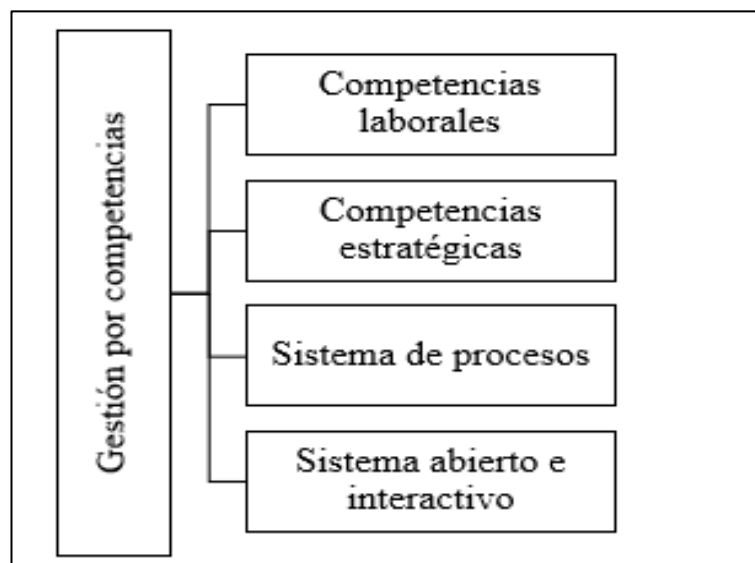 Gestión por competencias
Competencias
laborales
Competencias
estratégicas
Sistema de procesos
Sistema abierto e
interactivo